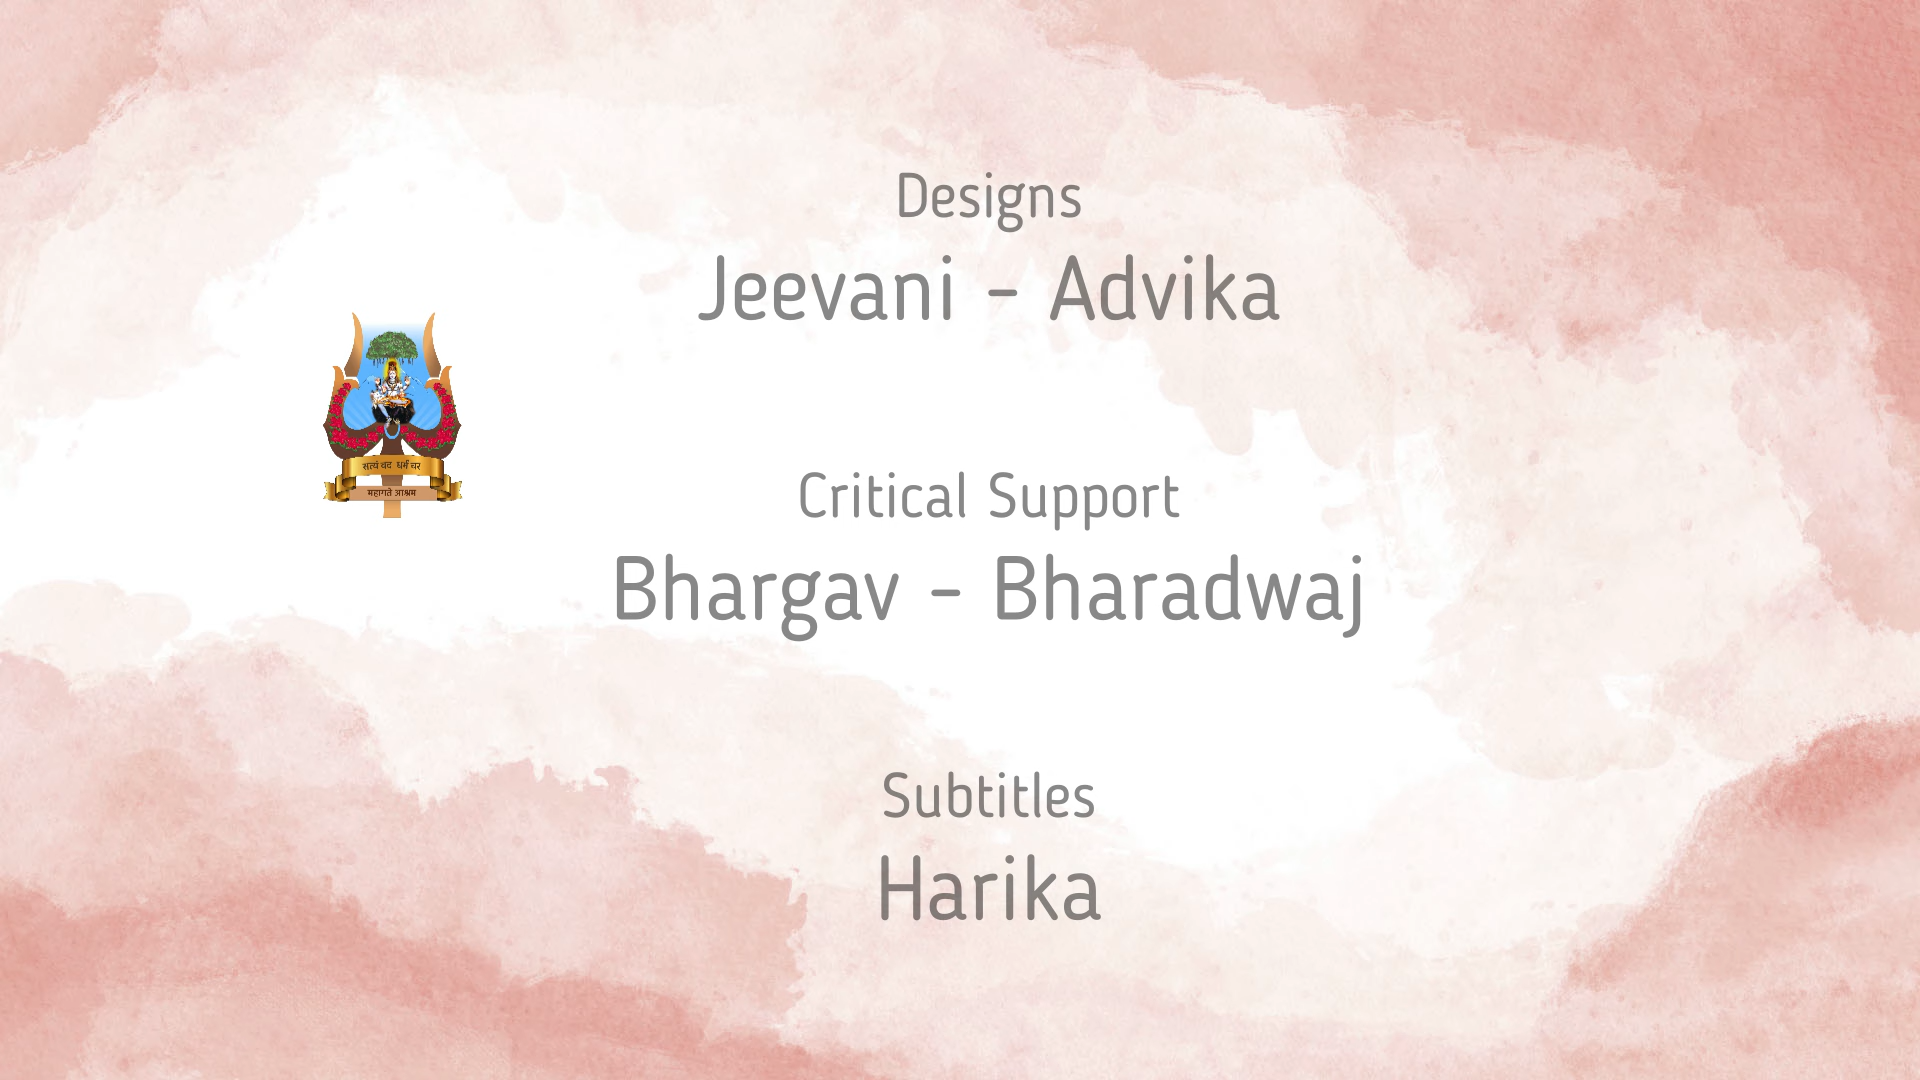 Designs
Jeevani - Advika
सत्यं वद धर्मं चर
महागते आश्रम
Critical Support
Bhargav - Bharadwaj
Subtitles
Harika